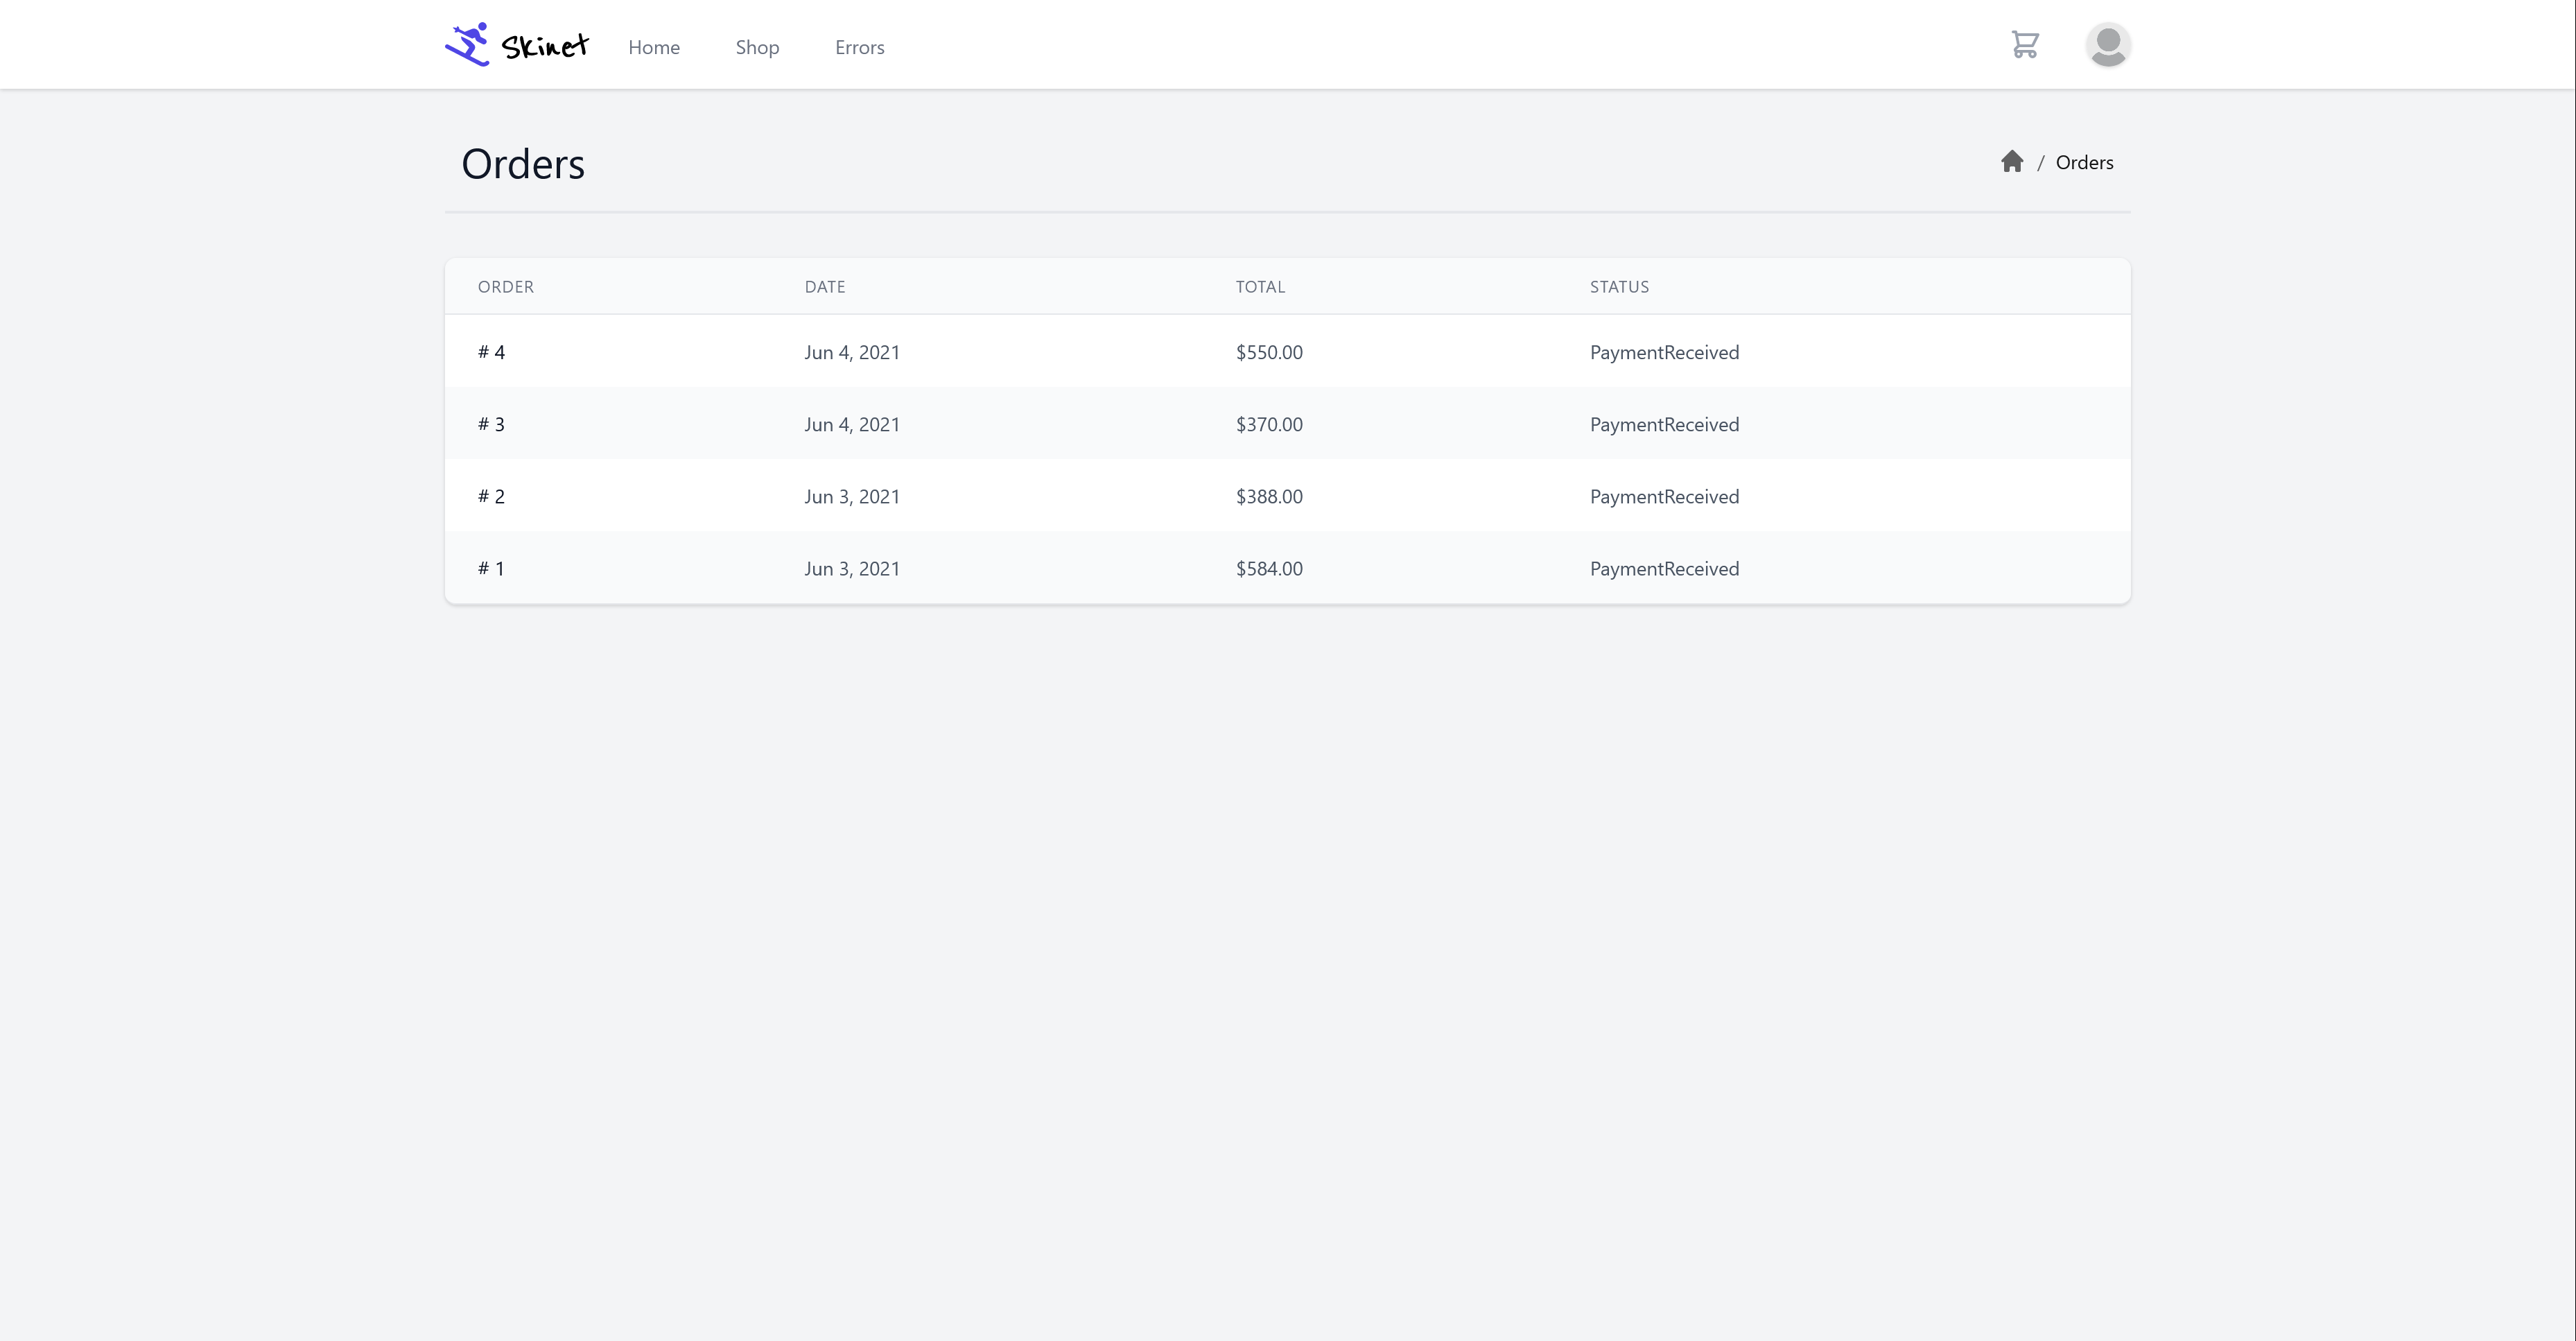 Skinet Home Shop Errors
Orders
/ Orders
ORDER DATE TOTAL STATUS
# 4 Jun 4, 2021 $550.00 PaymentReceived
# 3 Jun 4, 2021 $370.00 PaymentReceived
# 2 Jun 3, 2021 $388.00 PaymentReceived
# 1 Jun 3, 2021 $584.00 PaymentReceived